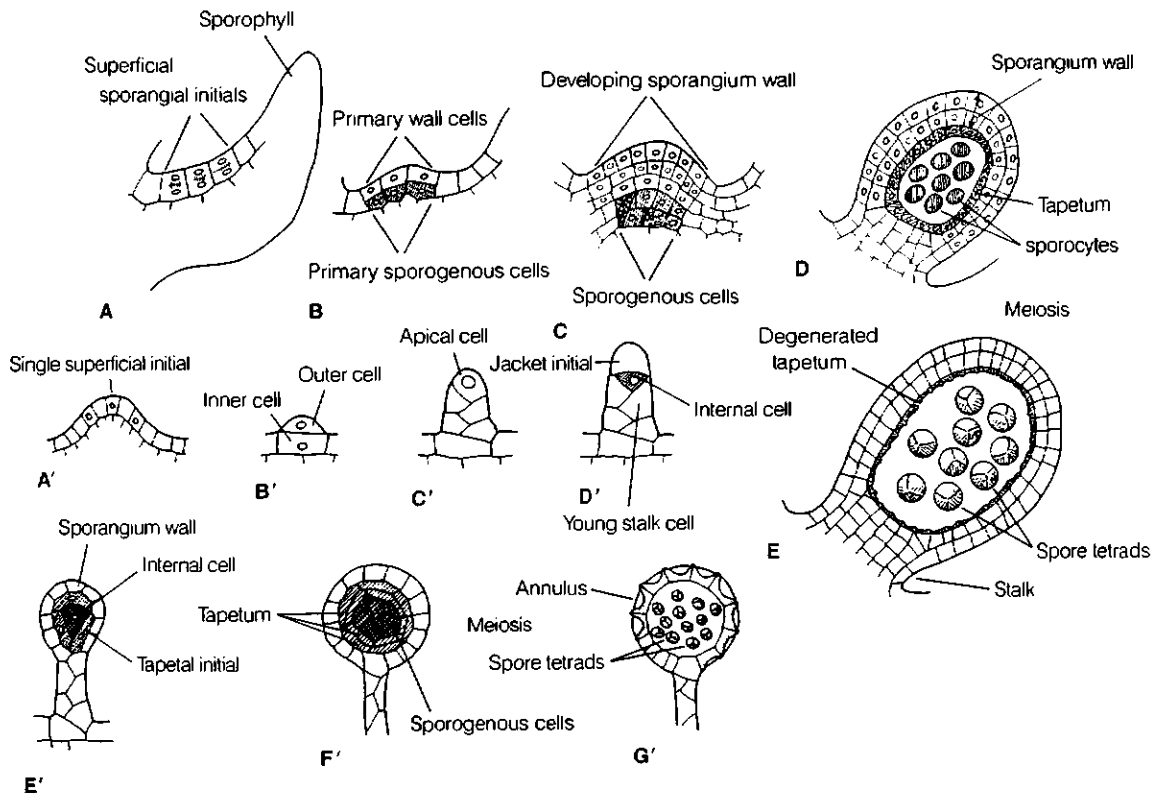 Sporophyll
Superficial
sporangial initials
A
Primary wall cells
Primary sporogenous cells
B
Developing sporangium wall
Sporogenous cells
C
Sporangium wall
Tapetum
sporocytes
D
Meiosis
Single superficial initial
A'
Outer cell
Inner cell
B'
Apical cell
C'
Jacket initial
Internal cell
Young stalk cell
D'
Degenerated
tapetum
Spore tetrads
Stalk
E
Sporangium wall
Internal cell
Tapetal initial
E'
Tapetum
Sporogenous cells
F'
Meiosis
Annulus
Spore tetrads
G'